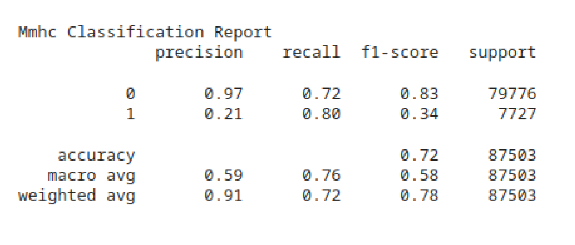 Mmhc Classification Report
precision recall f1-score support
0 0.97 0.72 0.83 79776
1 0.21 0.80 0.34 7727
accuracy 0.72 87503
macro avg 0.59 0.76 0.58 87503
weighted avg 0.91 0.72 0.78 87503